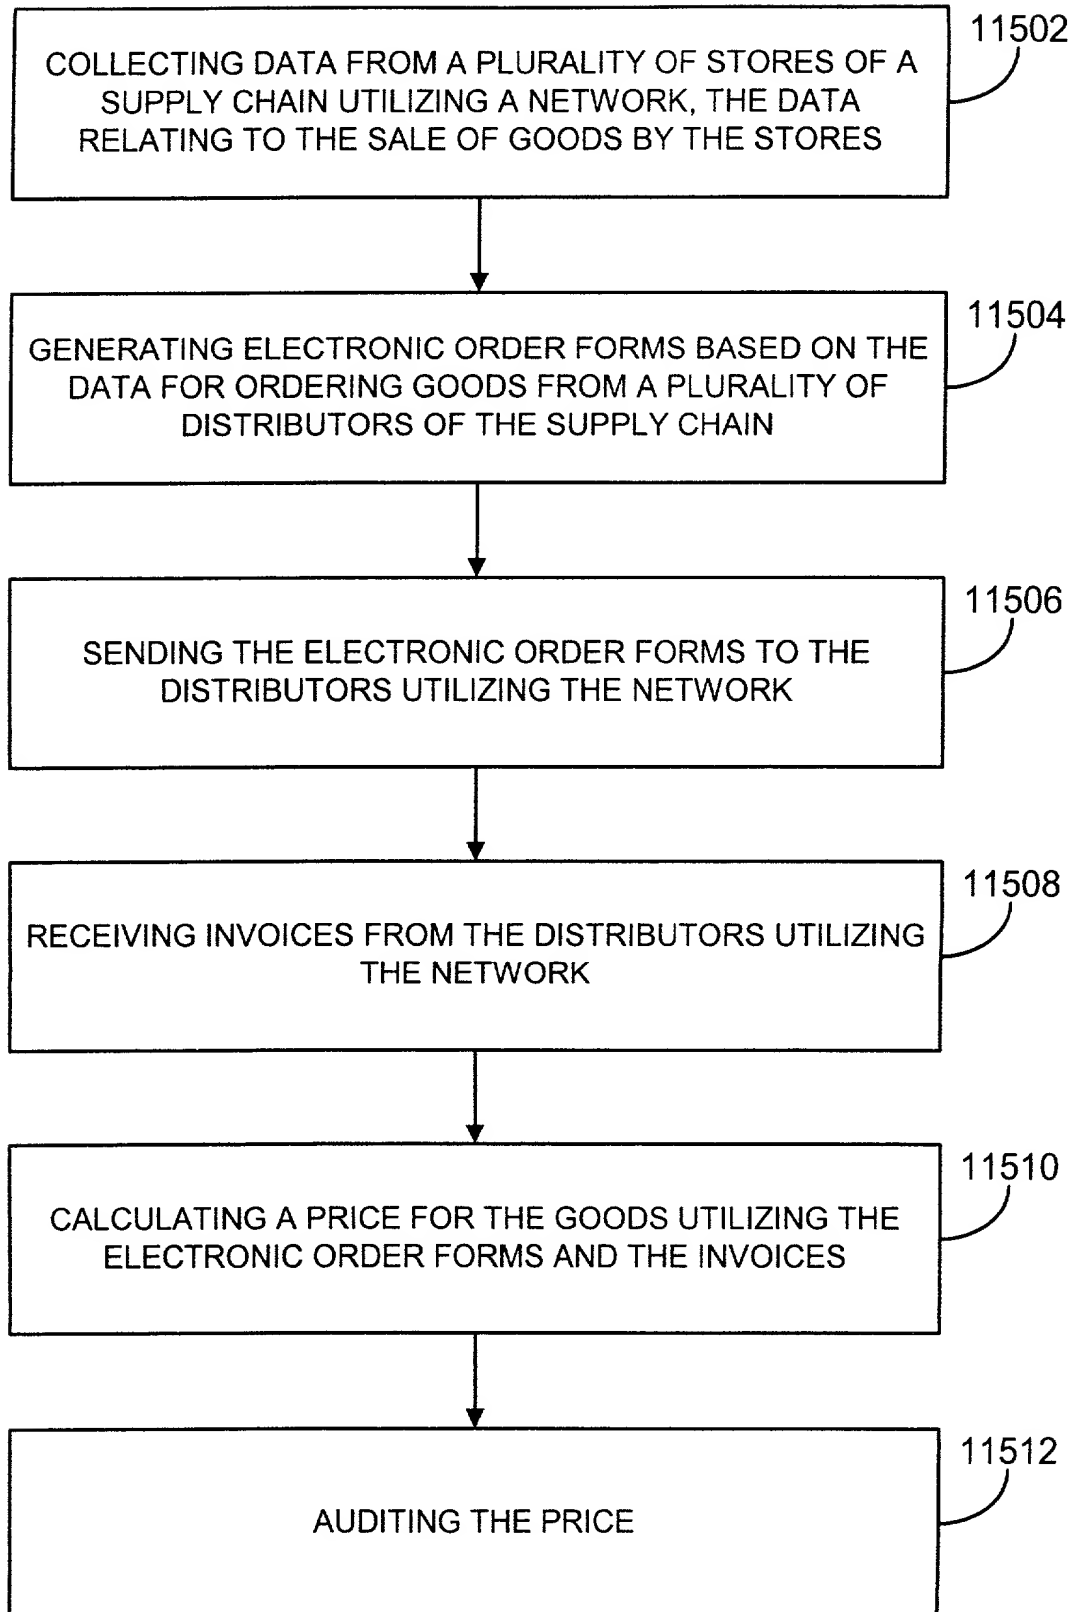 11502
COLLECTING DATA FROM A PLURALITY OF STORES OF A
SUPPLY CHAIN UTILIZING A NETWORK, THE DATA
RELATING TO THE SALE OF GOODS BY THE STORES
11504
GENERATING ELECTRONIC ORDER FORMS BASED ON THE
DATA FOR ORDERING GOODS FROM A PLURALITY OF
DISTRIBUTORS OF THE SUPPLY CHAIN
11506
SENDING THE ELECTRONIC ORDER FORMS TO THE
DISTRIBUTORS UTILIZING THE NETWORK
11508
RECEIVING INVOICES FROM THE DISTRIBUTORS UTILIZING
THE NETWORK
11510
CALCULATING A PRICE FOR THE GOODS UTILIZING THE
ELECTRONIC ORDER FORMS AND THE INVOICES
11512
AUDITING THE PRICE